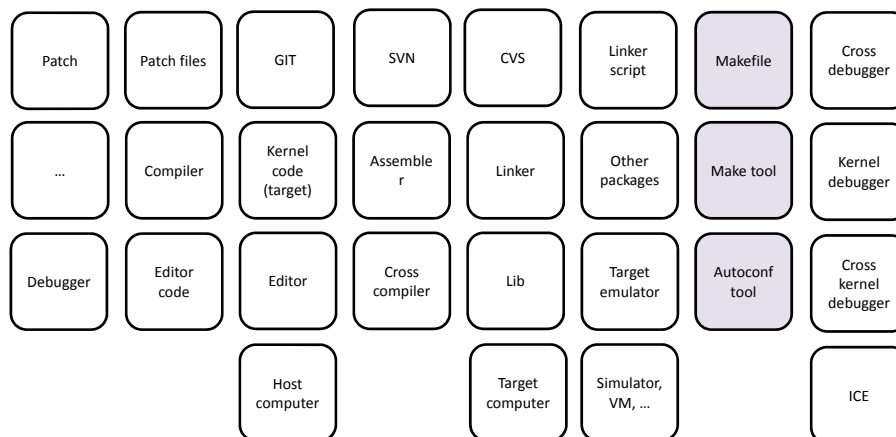 Patch
Patch files
GIT
SVN
CVS
Linker
script
Makefile
Cross
debugger
...
Compiler
Kernel
code
(target)
Assemble
r
Linker
Other
packages
Make tool
Kernel
debugger
Debugger
Editor
code
Editor
Cross
compiler
Lib
Target
emulator
Autoconf
tool
Cross
kernel
debugger
Host
computer
Target
computer
Simulator,
VM, ...
ICE